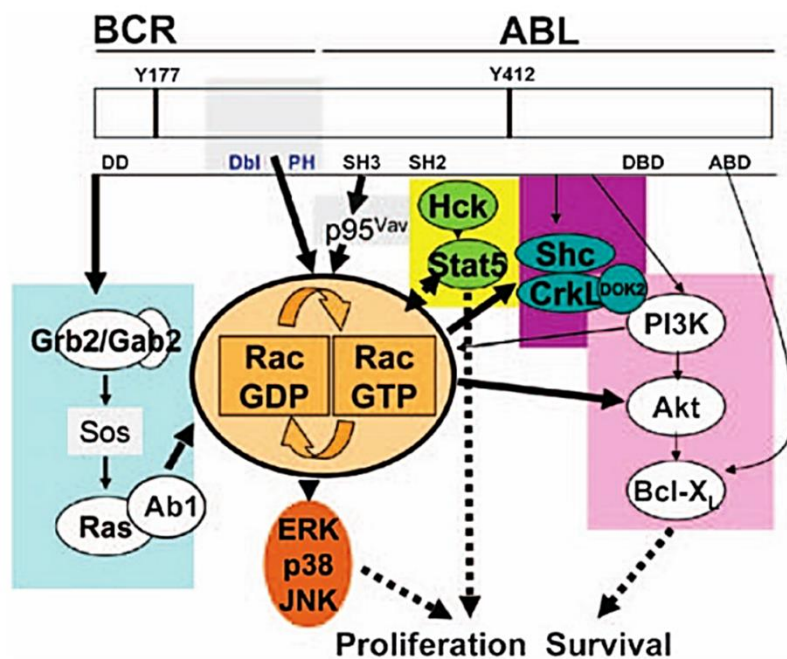 BCR ABL
Y177 Y412
DD Dbl PH SH3 SH2 DBD ABD
p95Vav
Hck
Stat5
Shc
CrkL
DOK2
Grb2/Gab2
Sos
Ras
Ab1
Rac
GDP
Rac
GTP
PI3K
Akt
Bcl-XL
ERK
p38
JNK
Proliferation Survival